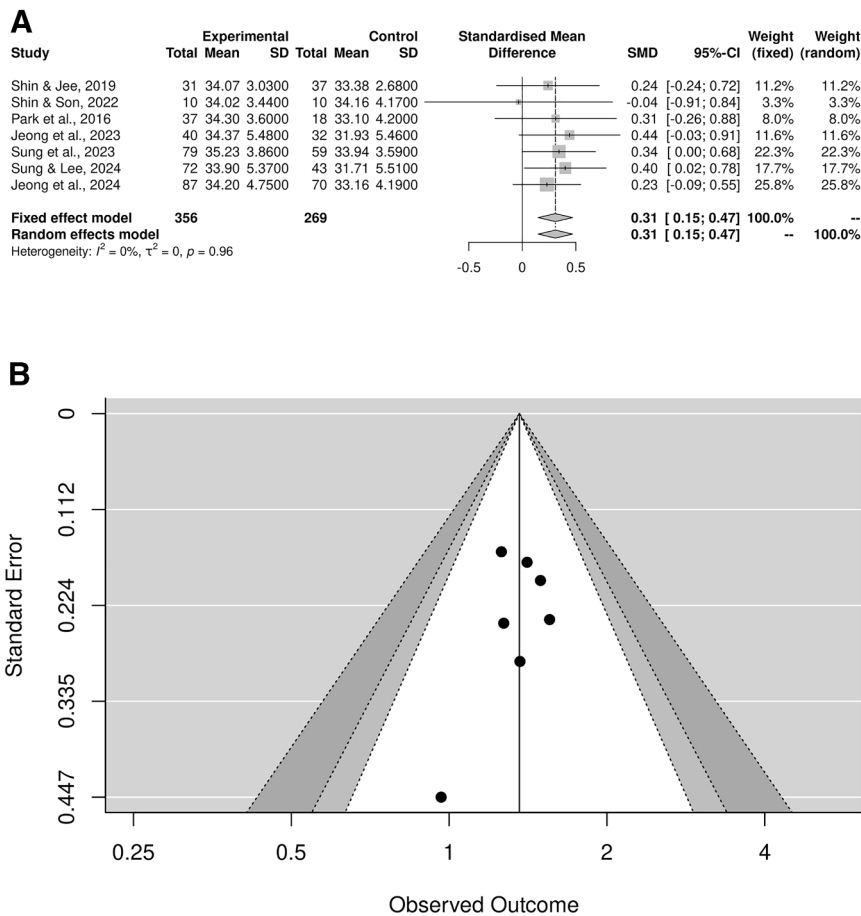 A
Experimental Control Standardised Mean Weight Weight
Study Total Mean SD Total Mean SD Difference SMD 95%-CI (fixed) (random)
Shin & Jee, 2019 31 34.07 3.0300 37 33.38 2.6800 0.24 [-0.24; 0.72] 11.2% 11.2%
Shin & Son, 2022 10 34.02 3.4400 10 34.16 4.1700 -0.04 [-0.91; 0.84] 3.3% 3.3%
Park et al., 2016 37 34.30 3.6000 18 33.10 4.2000 0.31 [-0.26; 0.88] 8.0% 8.0%
Jeong et al., 2023 40 34.37 5.4800 32 31.93 5.4600 0.44 [-0.03; 0.91] 11.6% 11.6%
Sung et al., 2023 79 35.23 3.8600 59 33.94 3.5900 0.34 [ 0.00; 0.68] 22.3% 22.3%
Sung & Lee, 2024 72 33.90 5.3700 43 31.71 5.5100 0.40 [ 0.02; 0.78] 17.7% 17.7%
Jeong et al., 2024 87 34.20 4.7500 70 33.16 4.1900 0.23 [-0.09; 0.55] 25.8% 25.8%
Fixed effect model 356 269 0.31 [ 0.15; 0.47] 100.0% --
Random effects model 0.31 [ 0.15; 0.47] -- 100.0%
Heterogeneity: I² = 0%, τ² = 0, p = 0.96
-0.5 0 0.5
B
Standard Error
0
0.112
0.224
0.335
0.447
0.25 0.5 1 2 4
Observed Outcome